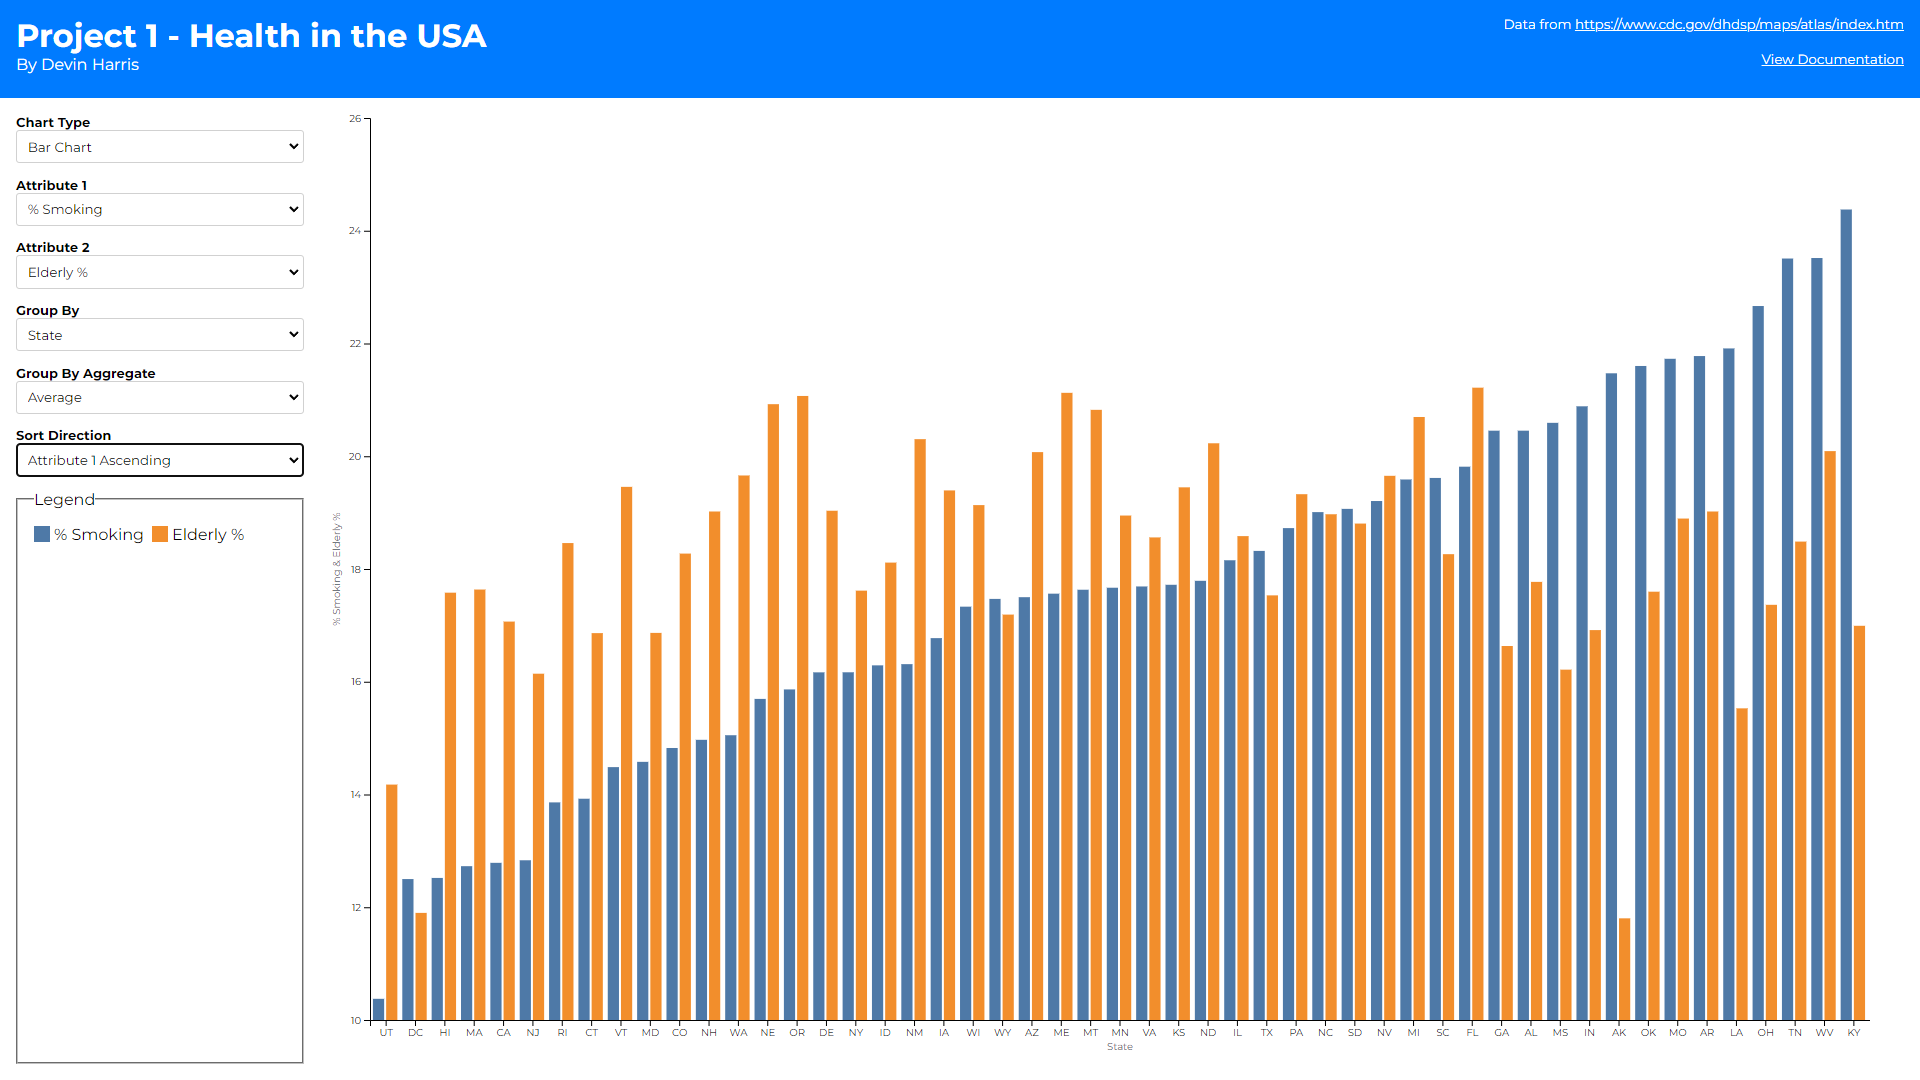 Project 1 - Health in the USA
By Devin Harris
Data from https://www.cdc.gov/dhdsp/maps/atlas/index.htm
View Documentation
Chart Type
Bar Chart
Attribute 1
% Smoking
Attribute 2
Elderly %
Group By
State
Group By Aggregate
Average
Sort Direction
Attribute 1 Ascending
Legend
% Smoking Elderly %
26
24
22
20
18
16
14
12
10
% Smoking & Elderly %
UT DC HI MA CA NJ RI CT VT MD CO NH WA NE OR DE NY ID NM IA WI WY AZ ME MT MN VA KS ND IL TX PA NC SD NV MI SC FL GA AL MS IN AK OK MO AR LA OH TN WV KY
State